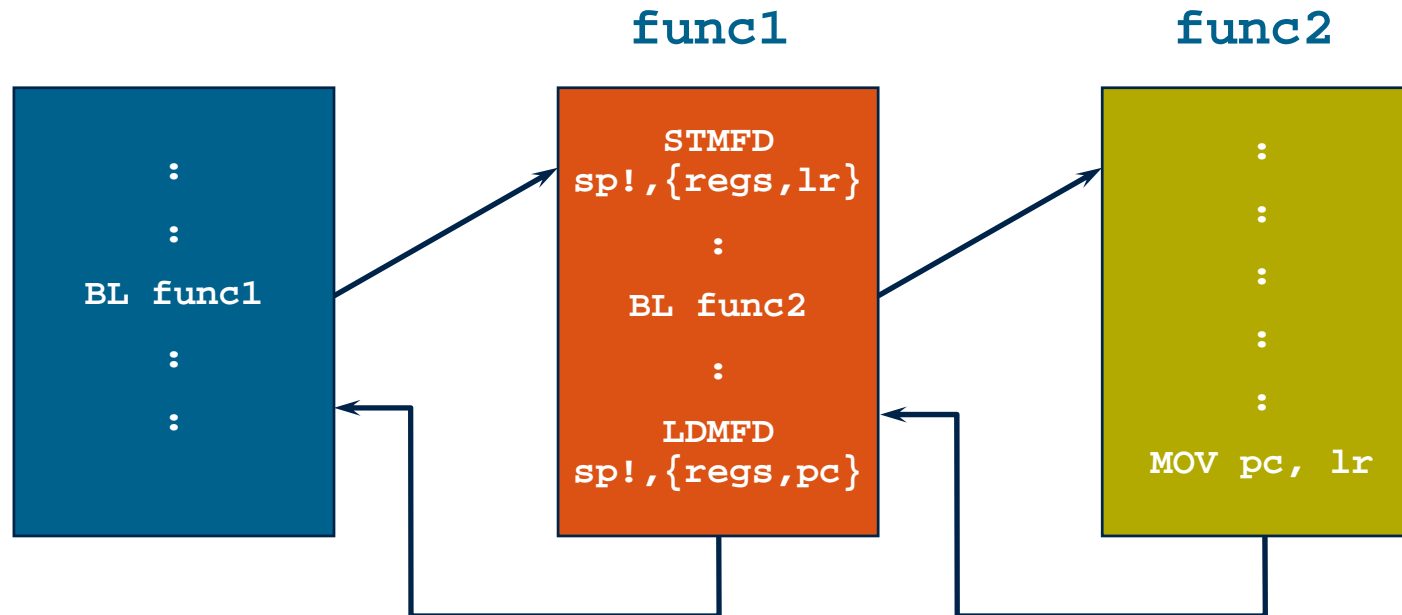 func1
func2
:
:
BL func1
:
:
STMFD
sp!,{regs,lr}
:
BL func2
:
LDMFD
sp!,{regs,pc}
:
:
:
:
:
MOV pc, lr